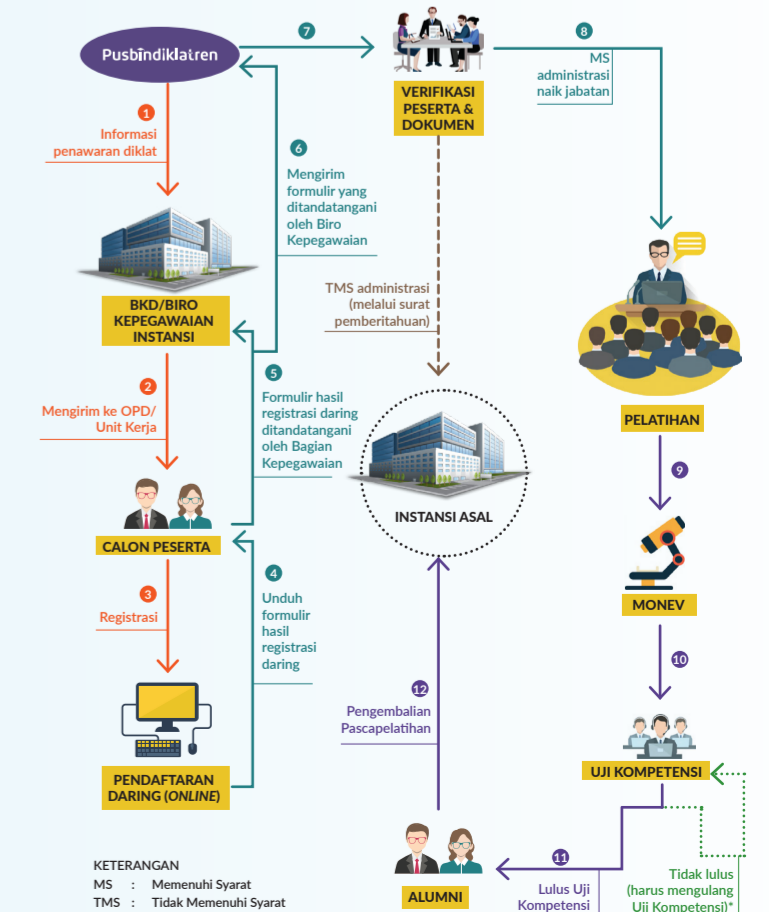 Pusbindiklatren
1
Informasi
penawaran diklat
BKD/BIRO
KEPEGAWAIAN
INSTANSI
2
Mengirim ke OPD/
Unit Kerja
CALON PESERTA
3
Registrasi
PENDAFTARAN
DARING (ONLINE)
4
Unduh
formulir
hasil
registrasi
daring
5
Formulir hasil
registrasi daring
ditandatangani
oleh Bagian
Kepegawaian
6
Mengirim
formulir yang
ditandatangani
oleh Biro
Kepegawaian
7
VERIFIKASI
PESERTA &
DOKUMEN
TMS administrasi
(melalui surat
pemberitahuan)
INSTANSI ASAL
8
MS
administrasi
naik jabatan
PELATIHAN
9
MONEV
10
UJI KOMPETENSI
11
Lulus Uji
Kompetensi
Tidak lulus
(harus mengulang
Uji Kompetensi)*
ALUMNI
12
Pengembalian
Pascapelatihan
KETERANGAN
MS : Memenuhi Syarat
TMS : Tidak Memenuhi Syarat